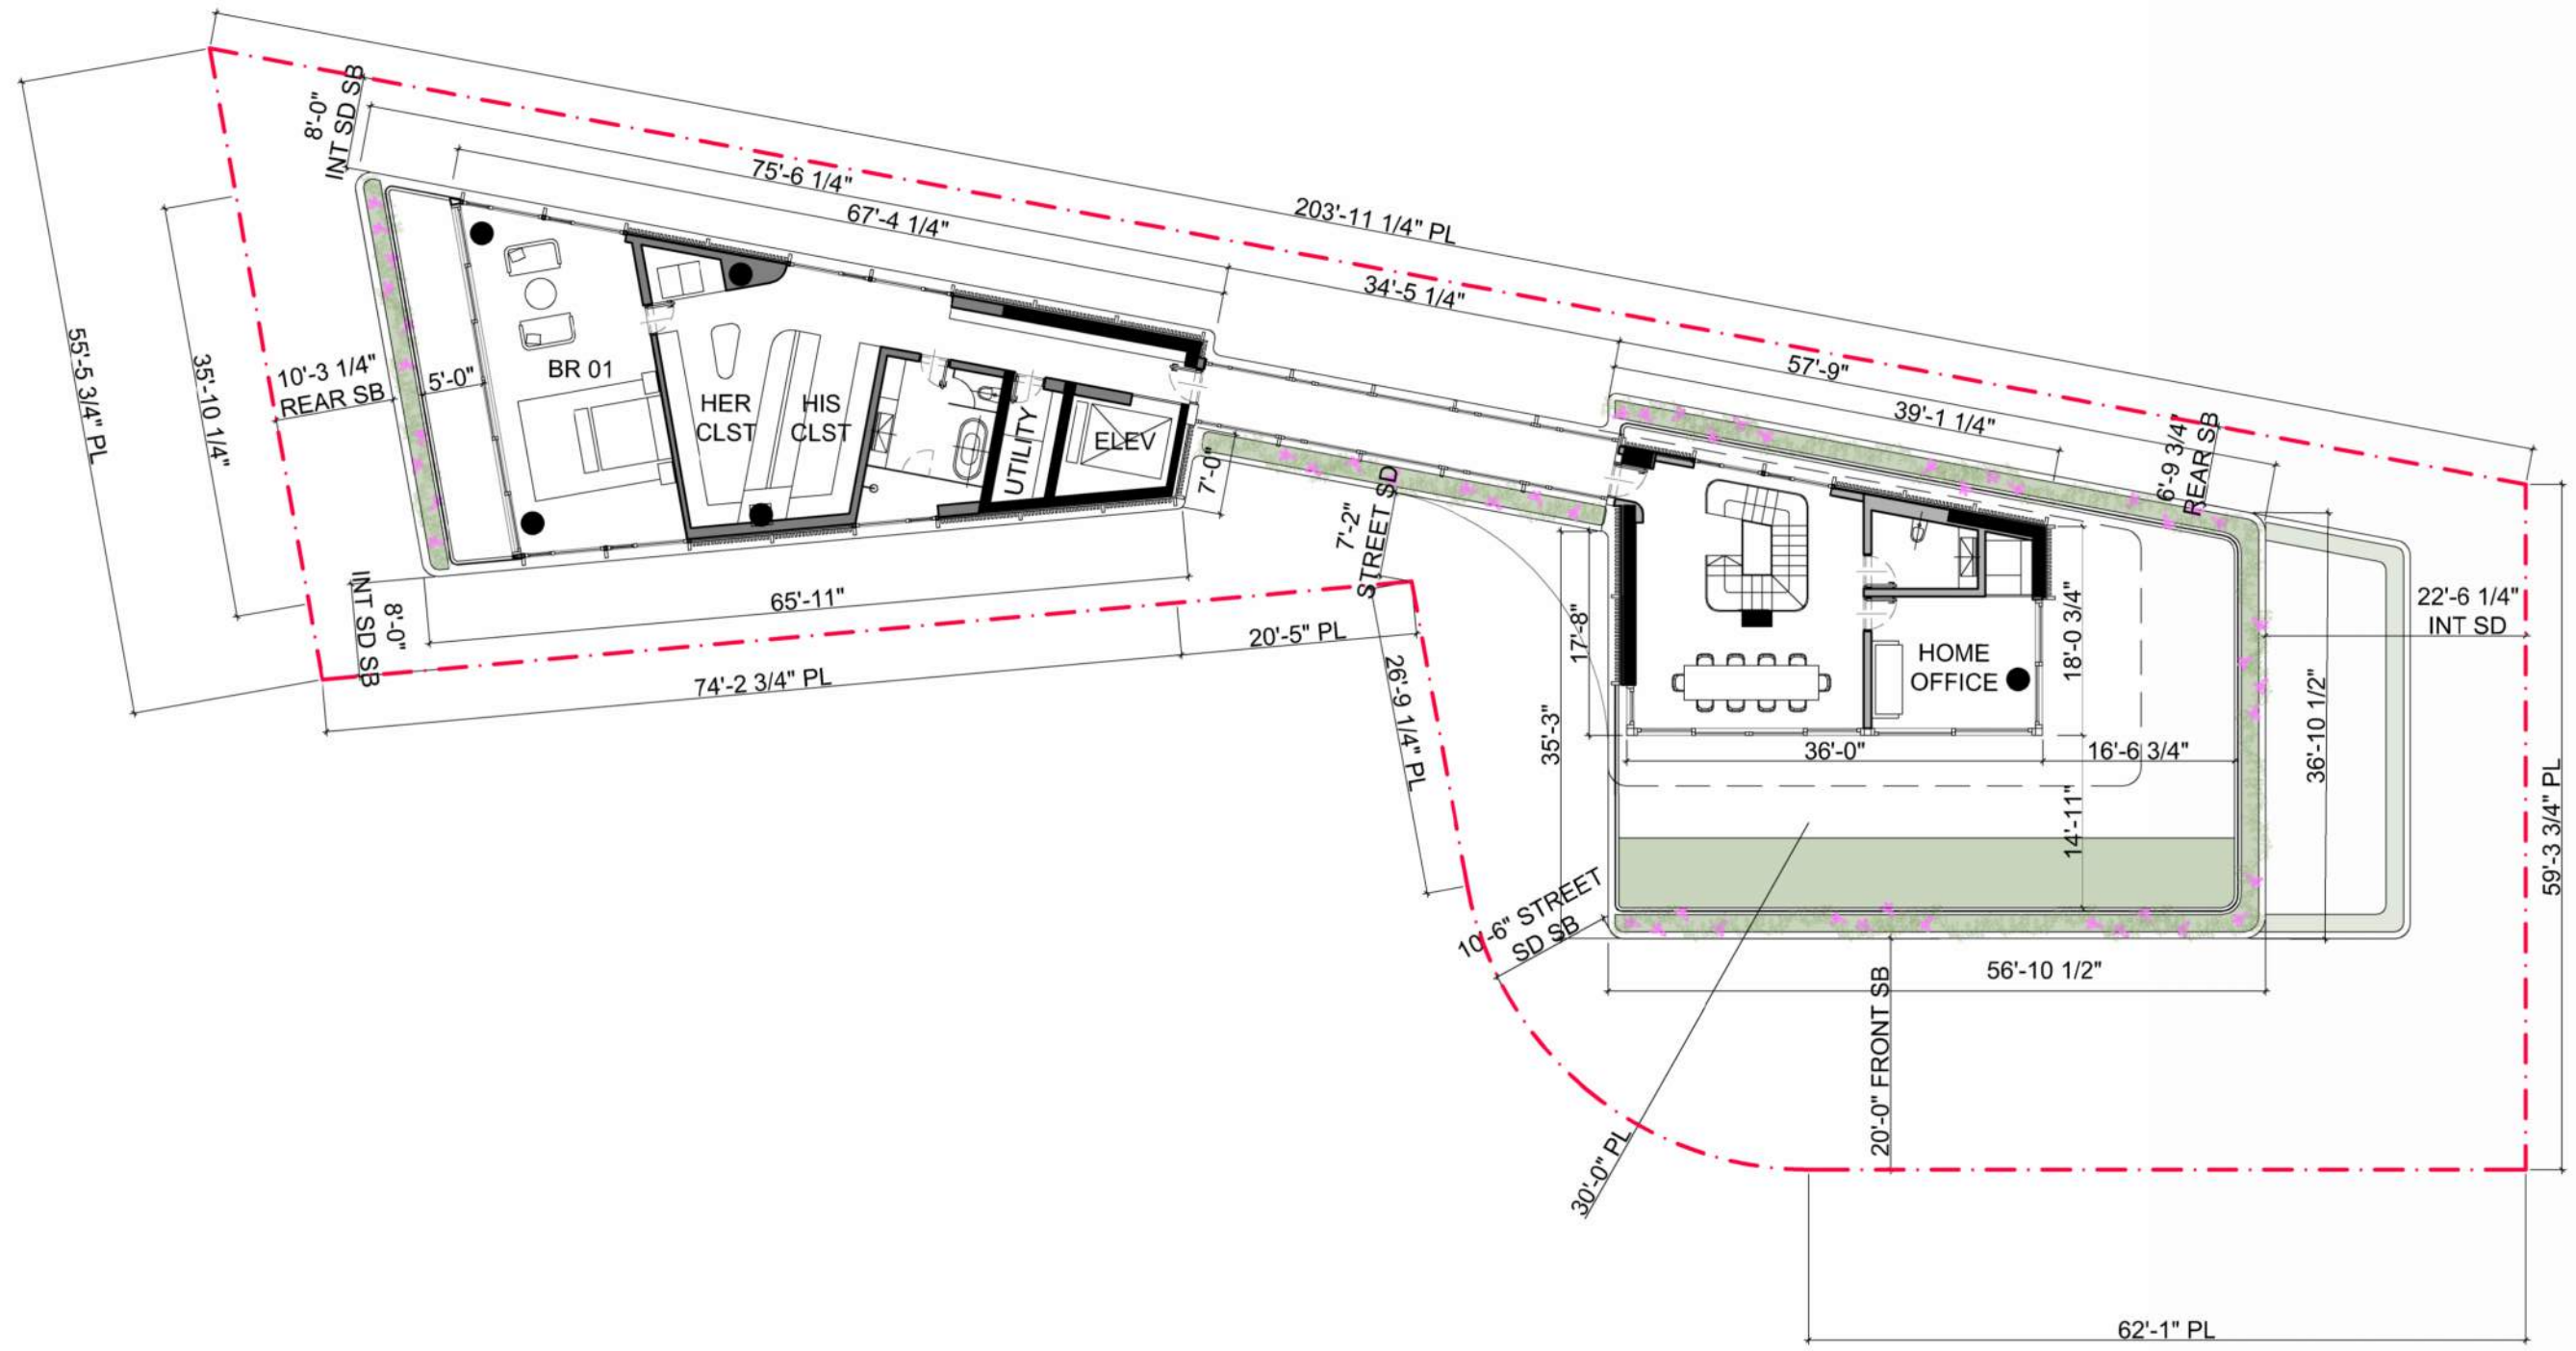 8'-0"
INT SD SB
75'-6 1/4"
67'-4 1/4"
203'-11 1/4" PL
34'-5 1/4"
57'-9"
39'-1 1/4"
6'-9 3/4"
REAR SB
55'-5 3/4" PL
35'-10 1/4"
10'-3 1/4"
REAR SB
5'-0"
BR 01
HER
CLST
HIS
CLST
UTILITY
ELEV
7'-0"
7'-2"
STREET SD
INT SD SB
8'-0"
65'-11"
74'-2 3/4" PL
20'-5" PL
26'-9 1/4" PL
17'-8"
35'-3"
HOME
OFFICE
18'-0 3/4"
36'-0"
16'-6 3/4"
14'-11"
36'-10 1/2"
22'-6 1/4"
INT SD
59'-3 3/4" PL
10'-6" STREET
SD SB
56'-10 1/2"
20'-0" FRONT SB
30'-0" PL
62'-1" PL